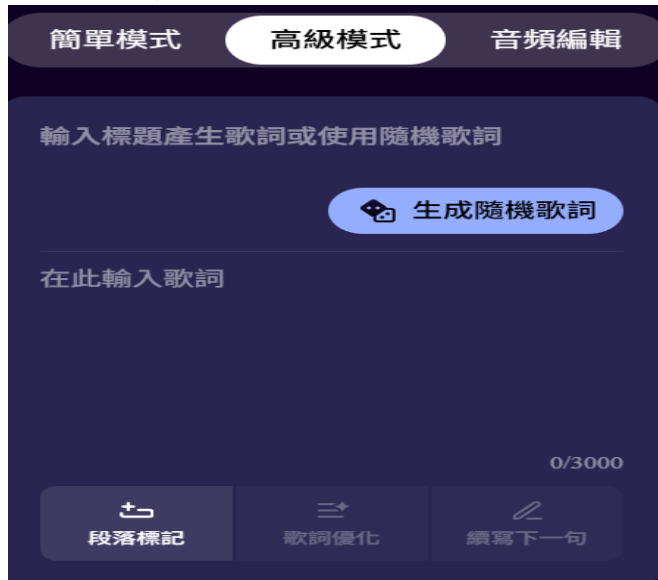 簡單模式 高級模式 音頻編輯
輸入標題產生歌詞或使用隨機歌詞
生成隨機歌詞
在此輸入歌詞
0/3000
段落標記 歌詞優化 續寫下一句